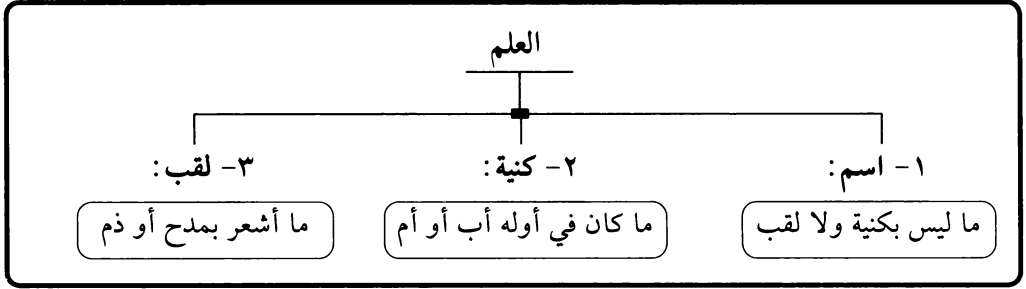 العلم
١- اسم:
٢- كنية:
٣- لقب:
ما ليس بكنية ولا لقب
ما كان في أوله أب أو أم
ما أشعر بمدح أو ذم